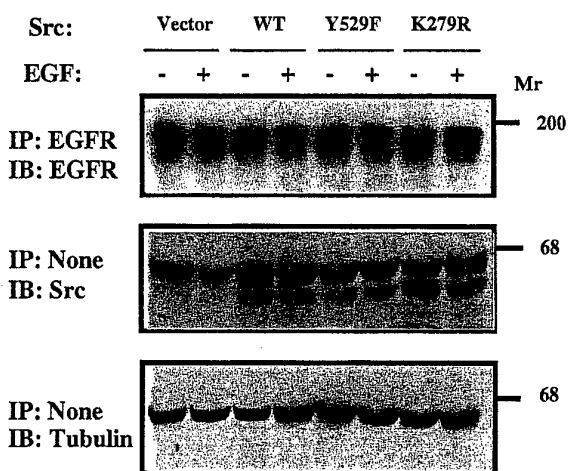 Src: Vector WT Y529F K279R
EGF: - + - + - + - +
Mr
IP: EGFR
IB: EGFR
200
IP: None
IB: Src
68
IP: None
IB: Tubulin
68